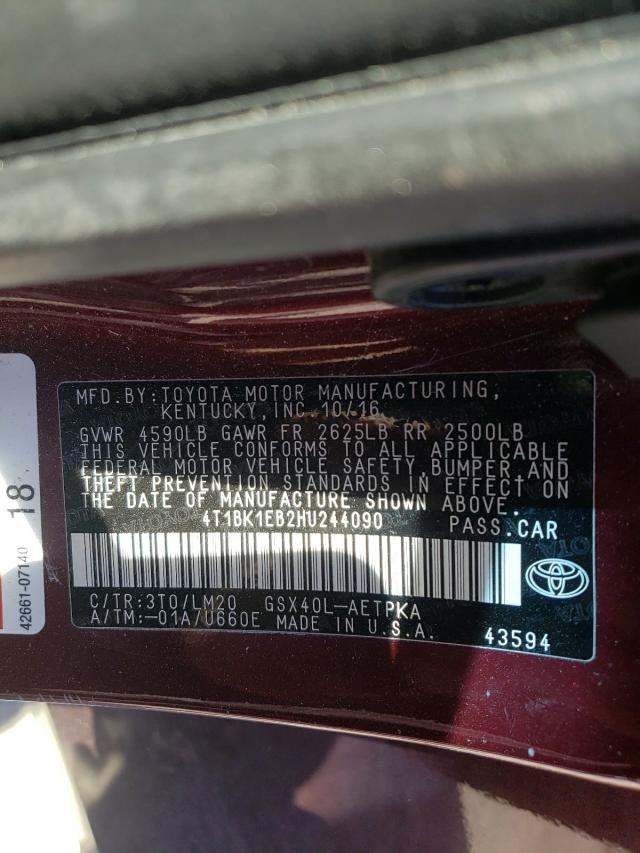 MFD. BY: TOYOTA MOTOR MANUFACTURING,
KENTUCKY, INC. 10/16
GVWR 4590LB GAWR FR 2625LB RR 2500LB
THIS VEHICLE CONFORMS TO ALL APPLICABLE
FEDERAL MOTOR VEHICLE SAFETY, BUMPER, AND
THEFT PREVENTION STANDARDS IN EFFECT ON
THE DATE OF MANUFACTURE SHOWN ABOVE.
4T1BK1EB2HU244090 PASS. CAR
C/TR: 3T0/LM20 GSX40L-AETPKA
A/TM: -01A/U660E MADE IN U.S.A. 43594
18
42661-07140